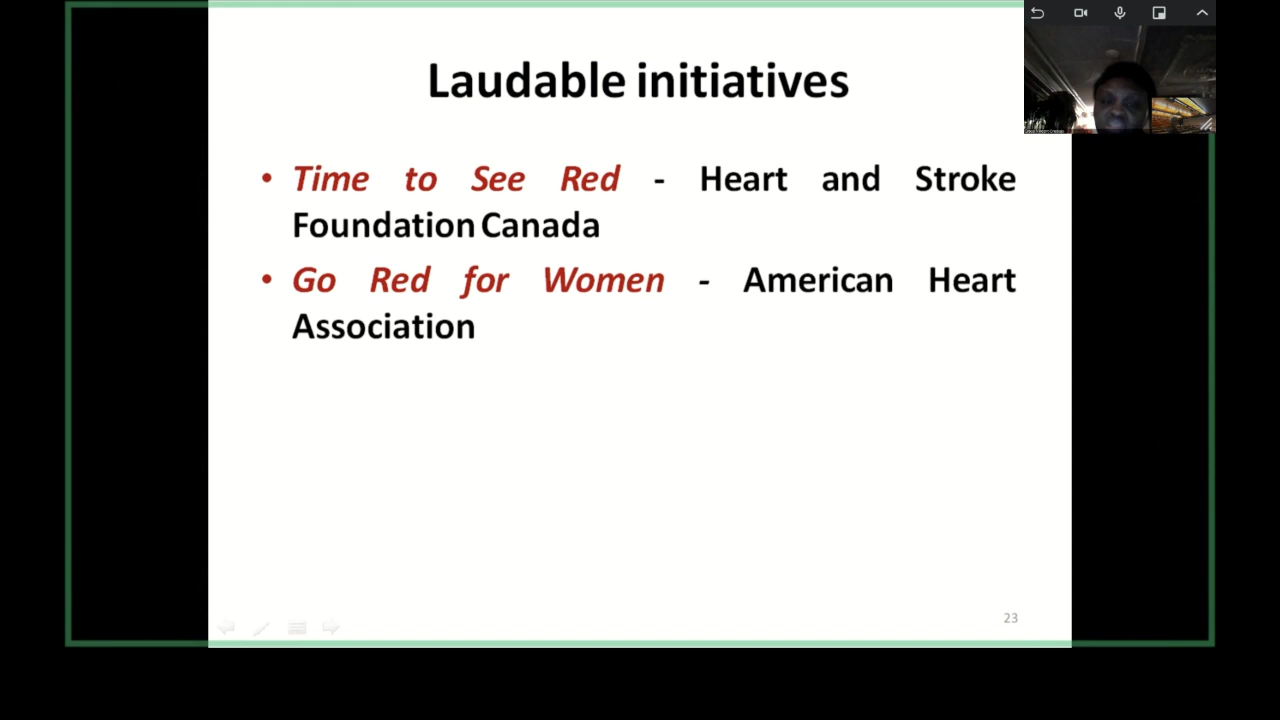 Laudable initiatives
• Time to See Red - Heart and Stroke
Foundation Canada
• Go Red for Women - American Heart
Association
23